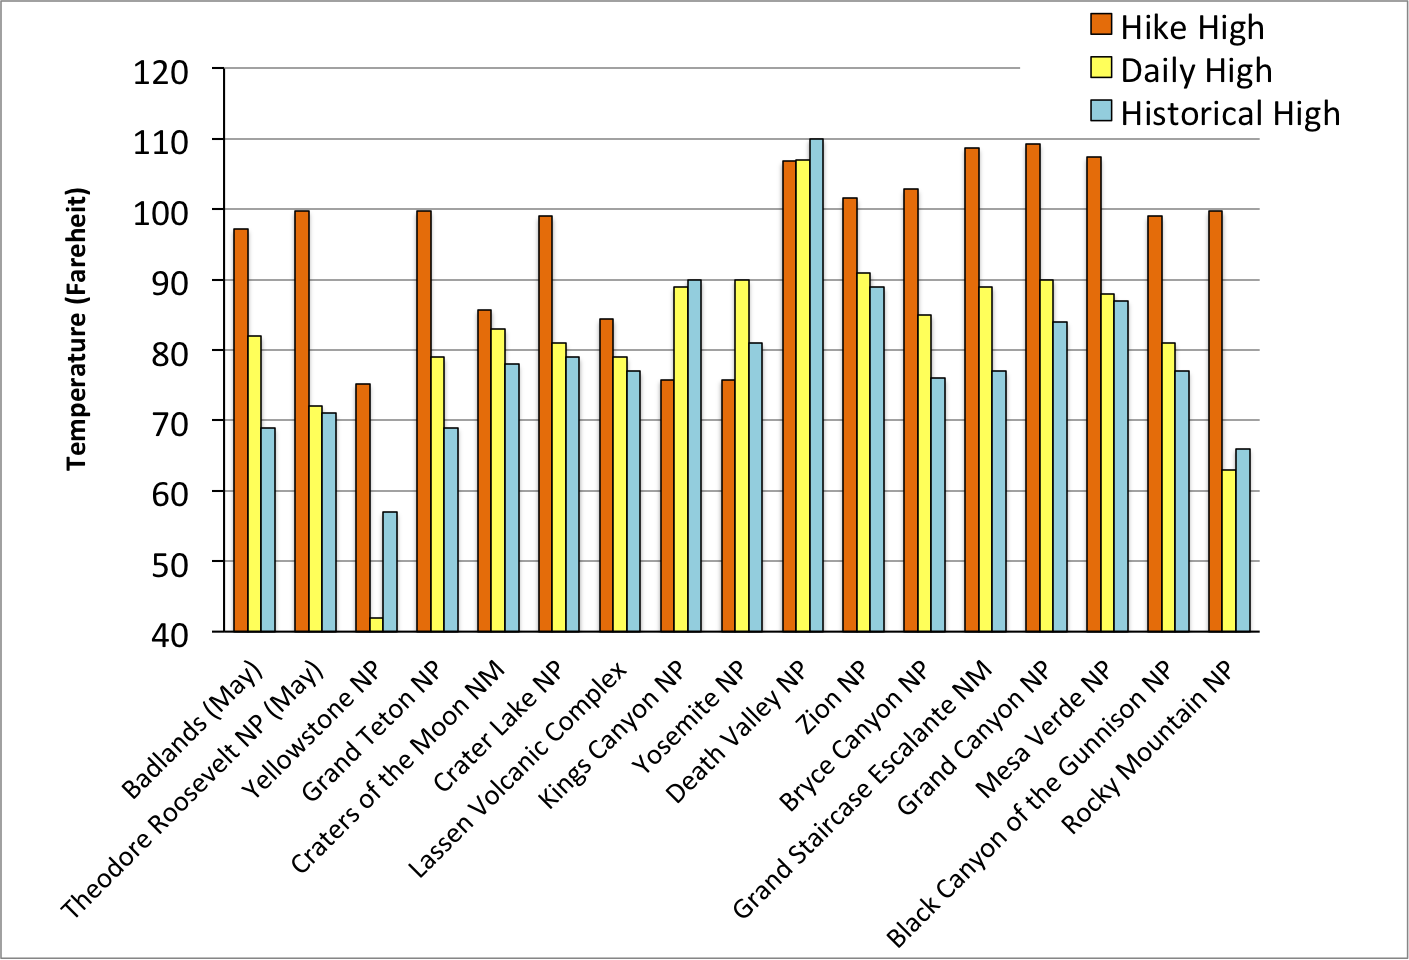 Hike High
Daily High
Historical High
120
110
100
90
80
70
60
50
40
Temperature (Fareheit)
Badlands (May)
Theodore Roosevelt NP (May)
Yellowstone NP
Grand Teton NP
Craters of the Moon NM
Crater Lake NP
Lassen Volcanic Complex
Kings Canyon NP
Yosemite NP
Death Valley NP
Zion NP
Bryce Canyon NP
Grand Staircase Escalante NM
Grand Canyon NP
Mesa Verde NP
Black Canyon of the Gunnison NP
Rocky Mountain NP